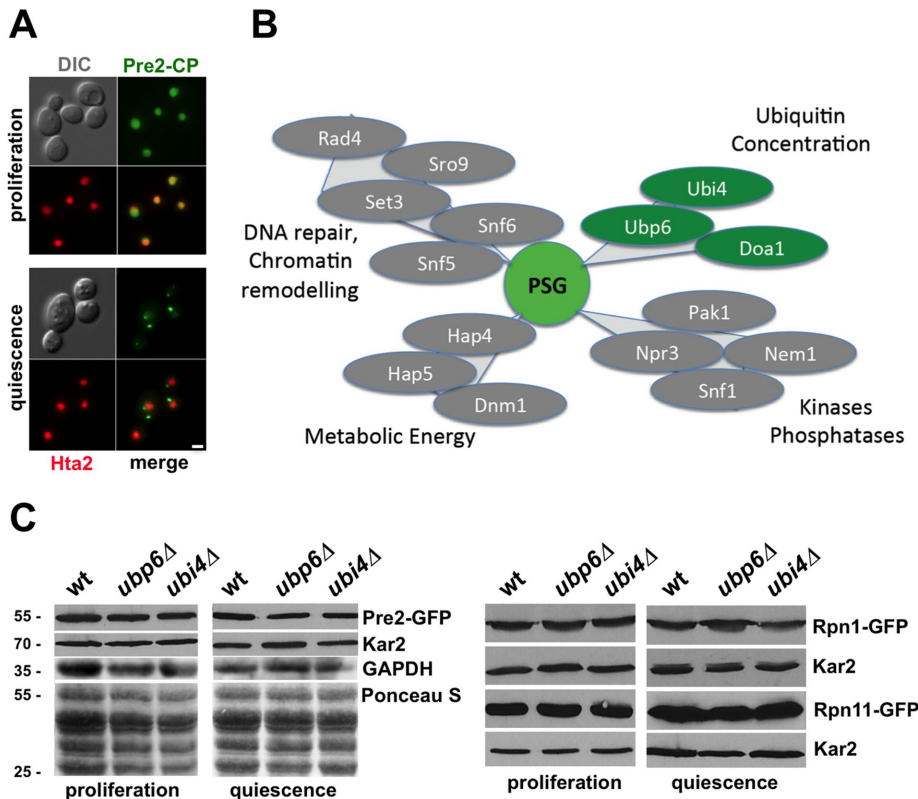 A
DIC
Pre2-CP
proliferation
quiescence
Hta2
merge
B
Rad4
Sro9
Set3
Snf6
Snf5
DNA repair,
Chromatin
remodelling
Ubiquitin
Concentration
Ubi4
Ubp6
Doa1
PSG
Hap4
Hap5
Dnm1
Metabolic Energy
Pak1
Npr3
Nem1
Snf1
Kinases
Phosphatases
C
wt ubp6Δ ubi4Δ wt ubp6Δ ubi4Δ
55 - Pre2-GFP
70 - Kar2
35 - GAPDH
55 - Ponceau S
25 -
proliferation quiescence
wt ubp6Δ ubi4Δ wt ubp6Δ ubi4Δ
Rpn1-GFP
Kar2
Rpn11-GFP
Kar2
proliferation quiescence